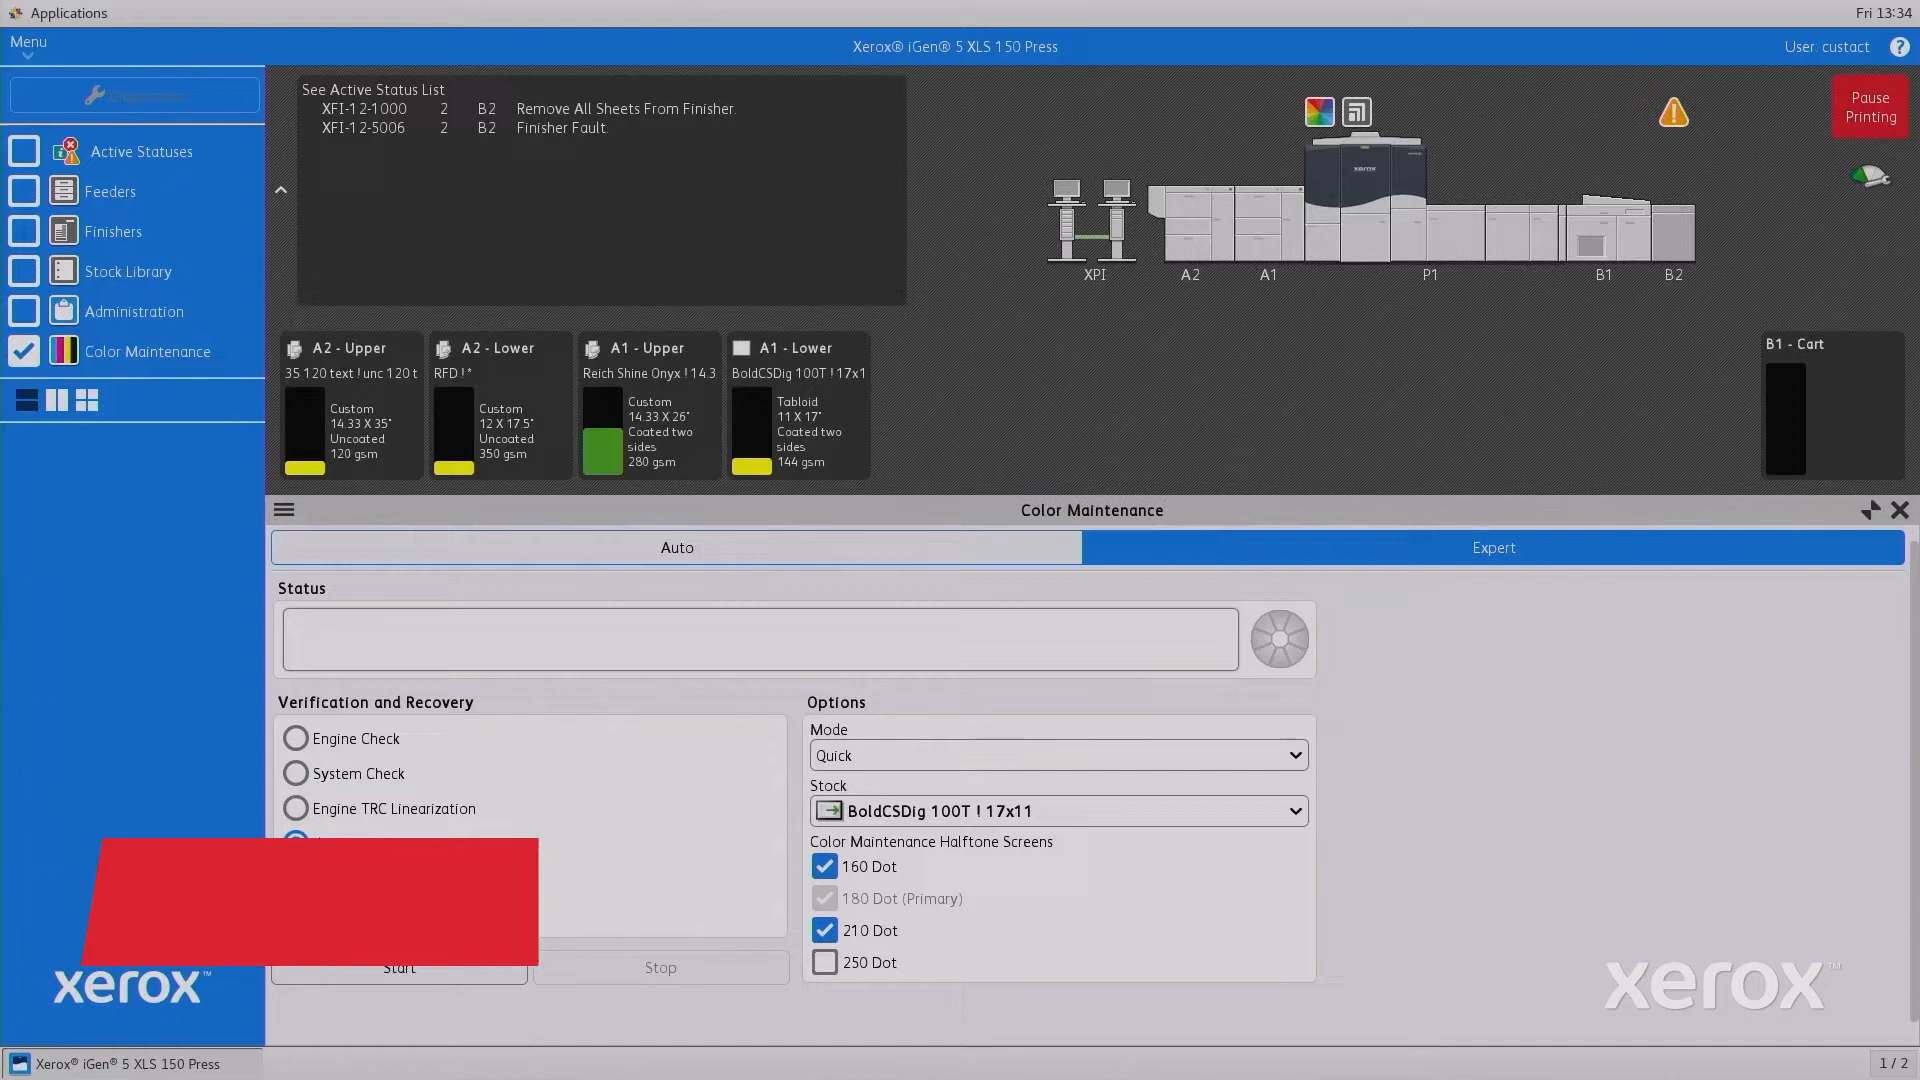 Applications
Fri 13:34
Menu
Xerox® iGen® 5 XLS 150 Press
User: custact
?
See Active Status List
XFI-12-1000 2 B2 Remove All Sheets From Finisher.
XFI-12-5006 2 B2 Finisher Fault.
Pause
Printing
Active Statuses
Feeders
Finishers
Stock Library
Administration
Color Maintenance
xerox
XPI
A2
A1
P1
B1
B2
A2 - Upper
35 120 text ! unc 120 t
Custom
14.33 X 35"
Uncoated
120 gsm
A2 - Lower
RFD ! *
Custom
12 X 17.5"
Uncoated
350 gsm
A1 - Upper
Reich Shine Onyx ! 14.3
Custom
14.33 X 26"
Coated two
sides
280 gsm
A1 - Lower
BoldCSDig 100T ! 17x1
Tabloid
11 X 17"
Coated two
sides
144 gsm
B1 - Cart
Color Maintenance
Auto
Expert
Status
Verification and Recovery
Engine Check
System Check
Engine TRC Linearization
Start
Stop
Options
Mode
Quick
Stock
BoldCSDig 100T ! 17x11
Color Maintenance Halftone Screens
160 Dot
180 Dot (Primary)
210 Dot
250 Dot
xerox™
xerox™
Xerox® iGen® 5 XLS 150 Press
1 / 2